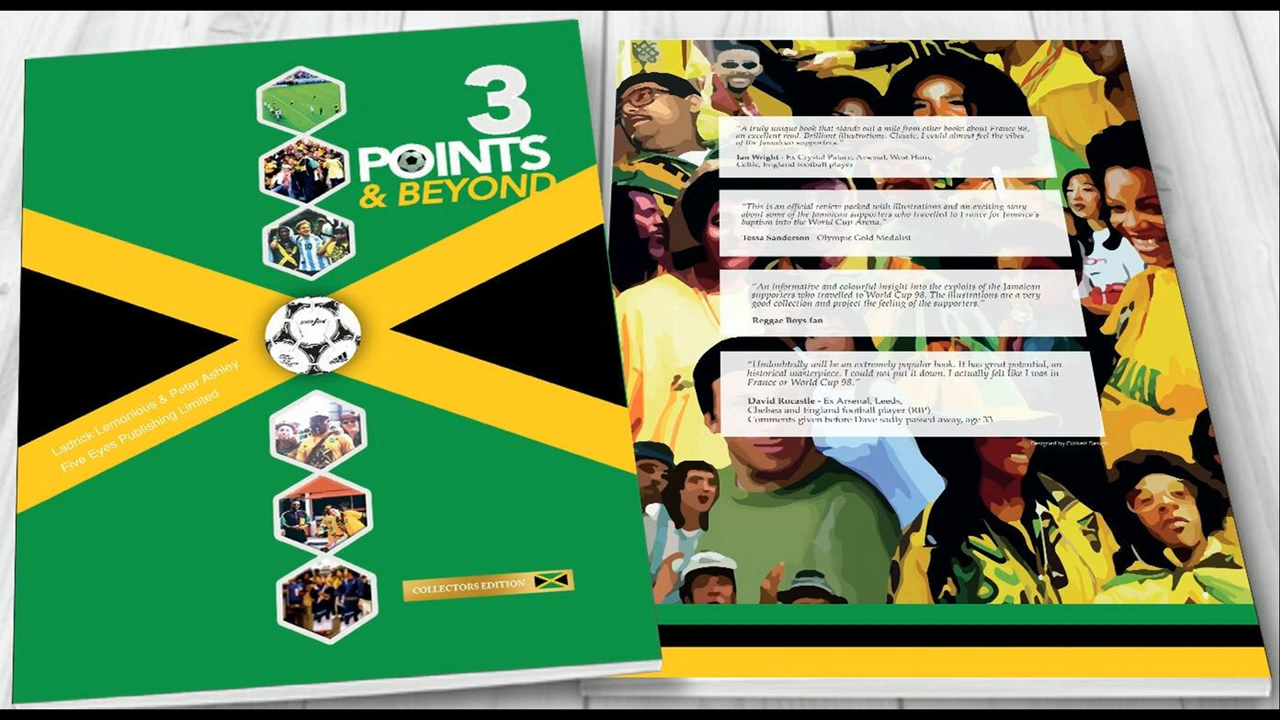 3
POINTS
& BEYOND
Ladrick Lemonious & Peter Ashley
Five Eyes Publishing Limited
COLLECTORS EDITION
"A truly unique book that stands out a mile from other books about France 98,
an excellent read. Brilliant illustrations. Classic, I could almost feel the vibes
of the Jamaican supporters."
Ian Wright - Ex Crystal Palace, Arsenal, West Ham,
Celtic, England football player
"This is an official review packed with illustrations and an exciting story
about some of the Jamaican supporters who travelled to France for Jamaica's
baptism into the World Cup Arena."
Tessa Sanderson - Olympic Gold Medalist
"An informative and colourful insight into the exploits of the Jamaican
supporters who travelled to World Cup 98. The illustrations are a very
good collection and project the feeling of the supporters."
Reggae Boys fan
"Undoubtedly will be an extremely popular book. It has great potential, an
historical masterpiece. I could not put it down. I actually felt like I was in
France or World Cup 98."
David Rocastle - Ex Arsenal, Leeds,
Chelsea and England football player (RIP)
Comments given before Dave sadly passed away, age 33
Designed by